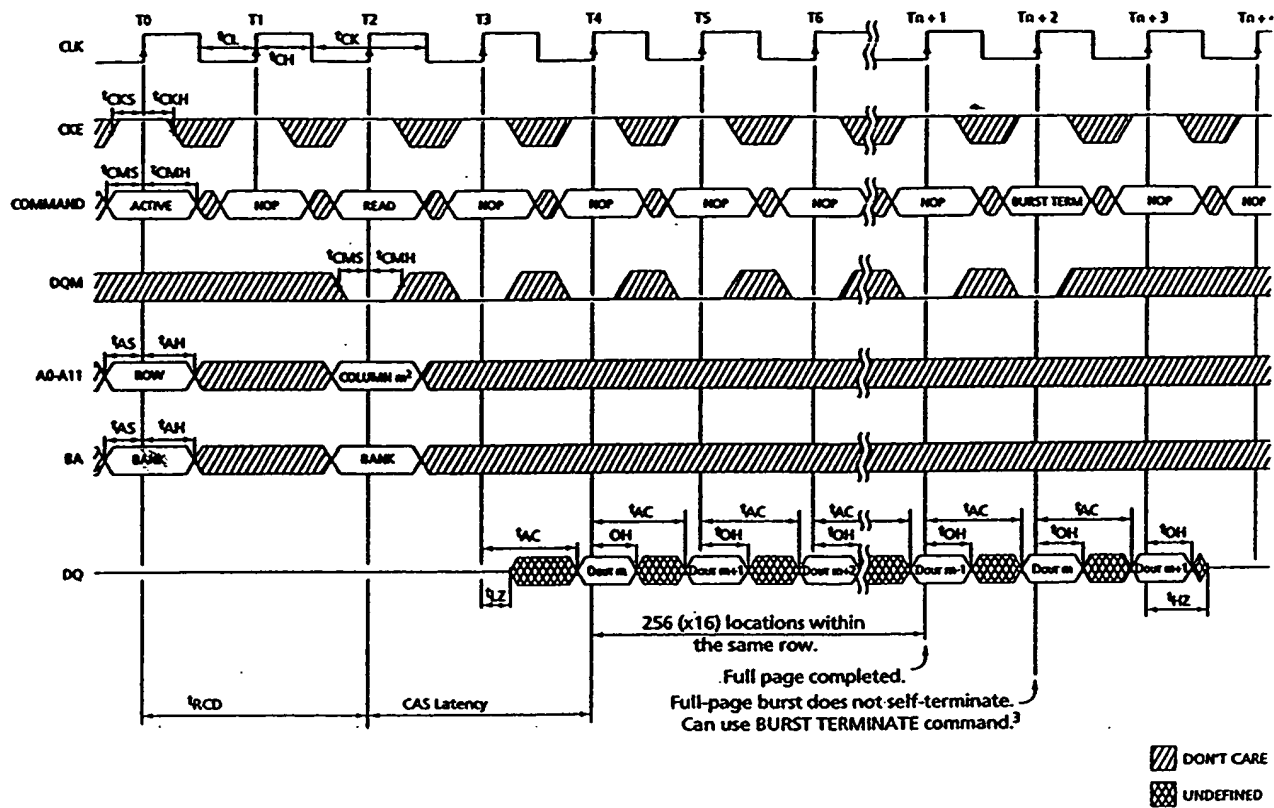 T0 T1 T2 T3 T4 T5 T6 Tn + 1 Tn + 2 Tn + 3
CLK
tCL tCK
tCH
tCKS tCKH
CKE
tCMS tCMH
COMMAND ACTIVE NOP READ NOP NOP NOP NOP NOP BURST TERM NOP NOP
tCMS tCMH
DQM
tAS tAH
A0-A11 ROW COLUMN m2
tAS tAH
BA BANK BANK
tAC tAC tAC tAC tAC tAC
OH tOH tOH tOH tOH tOH
DQ DOUT m DOUT m+1 DOUT m+2 DOUT m-1 DOUT m DOUT m+1
tLZ tHZ
256 (x16) locations within
the same row.
Full page completed.
Full-page burst does not self-terminate.
Can use BURST TERMINATE command.3
tRCD CAS Latency
DON'T CARE
UNDEFINED